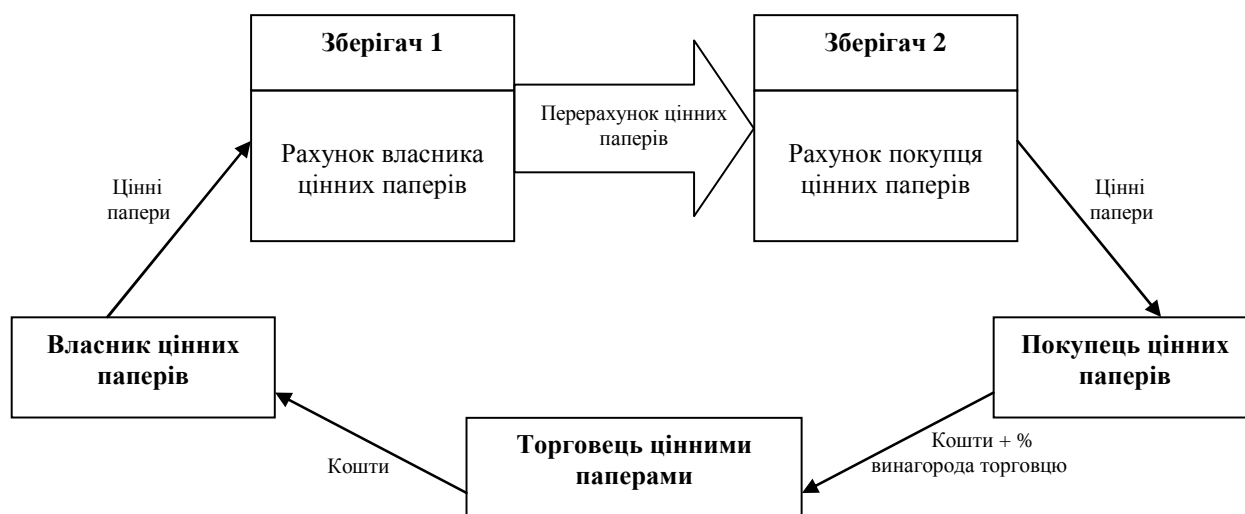 Зберігач 1
Зберігач 2
Перерахунок цінних
паперів
Рахунок власника
цінних паперів
Рахунок покупця
цінних паперів
Цінні
папери
Цінні
папери
Власник цінних
паперів
Покупець цінних
паперів
Торговець цінними
паперами
Кошти
Кошти + %
винагорода торговцю